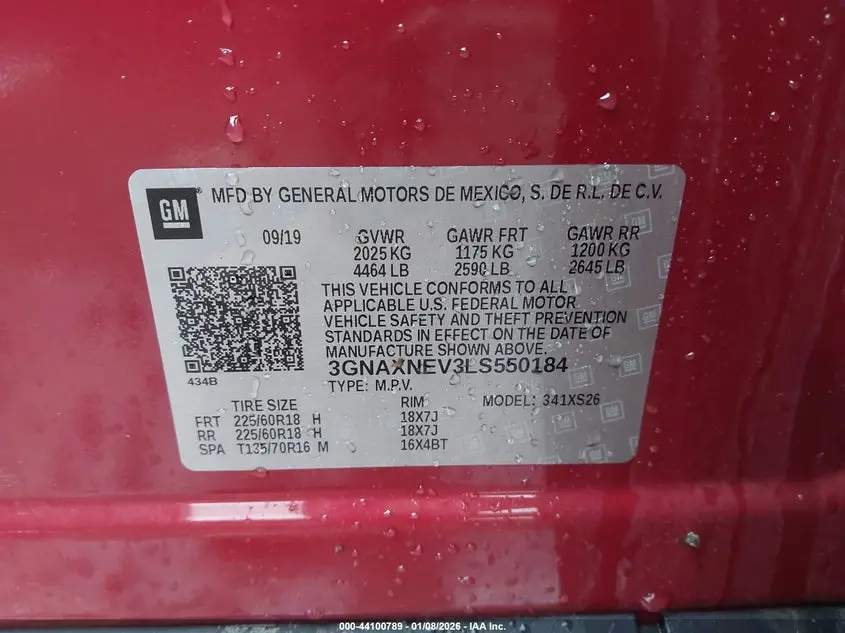 GM® MFD BY GENERAL MOTORS DE MEXICO, S. DE R.L. DE C.V.
09/19 GVWR GAWR FRT GAWR RR
2025 KG 1175 KG 1200 KG
4464 LB 2590 LB 2645 LB
THIS VEHICLE CONFORMS TO ALL
APPLICABLE U.S. FEDERAL MOTOR
VEHICLE SAFETY AND THEFT PREVENTION
STANDARDS IN EFFECT ON THE DATE OF
MANUFACTURE SHOWN ABOVE.
3GNAXNEV3LS550184
434B TYPE: M.P.V.
TIRE SIZE RIM MODEL: 341XS26
FRT 225/60R18 H 18X7J
RR 225/60R18 H 18X7J
SPA T135/70R16 M 16X4BT
000-44100789 - 01/08/2026 - IAA Inc.